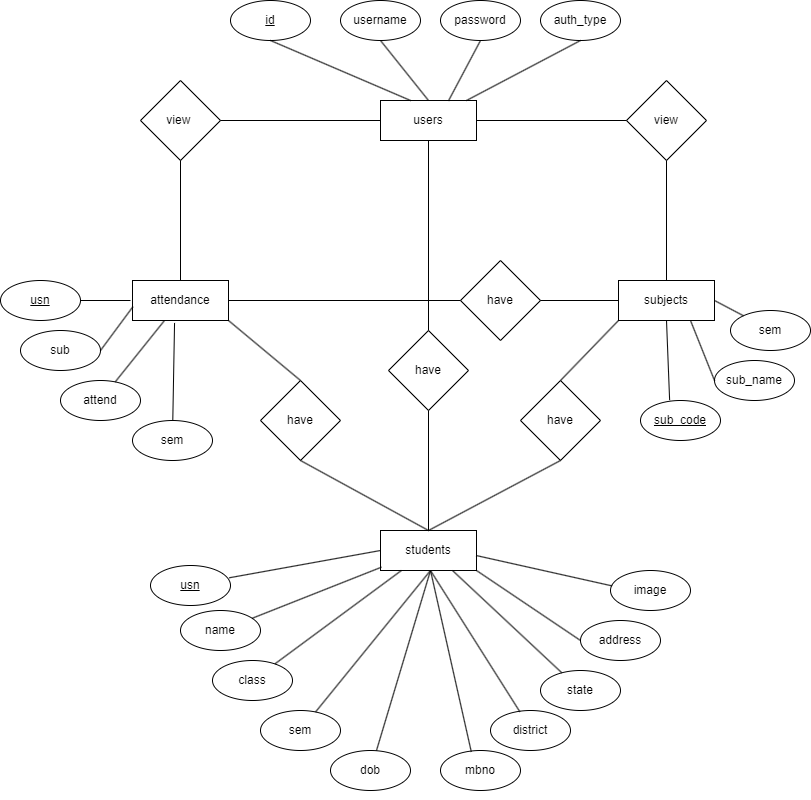 id
username
password
auth_type
view
users
view
usn
attendance
have
subjects
sem
sub
have
sub_name
attend
have
have
sub_code
sem
students
usn
image
name
address
class
state
sem
district
dob
mbno